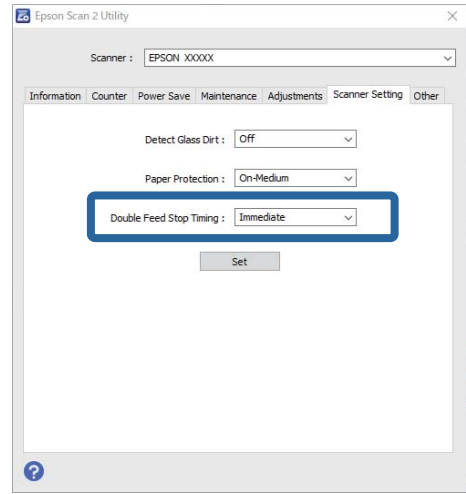 Epson Scan 2 Utility
Scanner : EPSON XXXXX
Information Counter Power Save Maintenance Adjustments Scanner Setting Other
Detect Glass Dirt : Off
Paper Protection : On-Medium
Double Feed Stop Timing : Immediate
Set
?